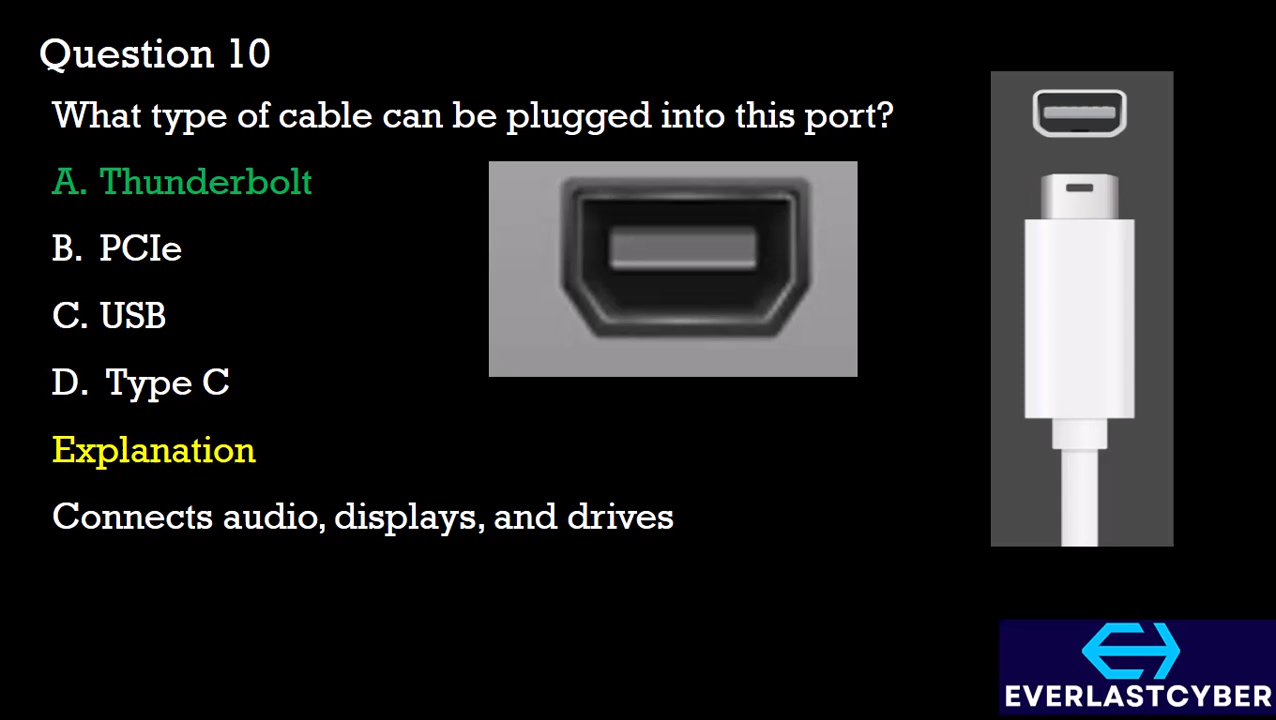 Question 10
What type of cable can be plugged into this port?
A. Thunderbolt
B. PCIe
C. USB
D. Type C
Explanation
Connects audio, displays, and drives
EVERLASTCYBER